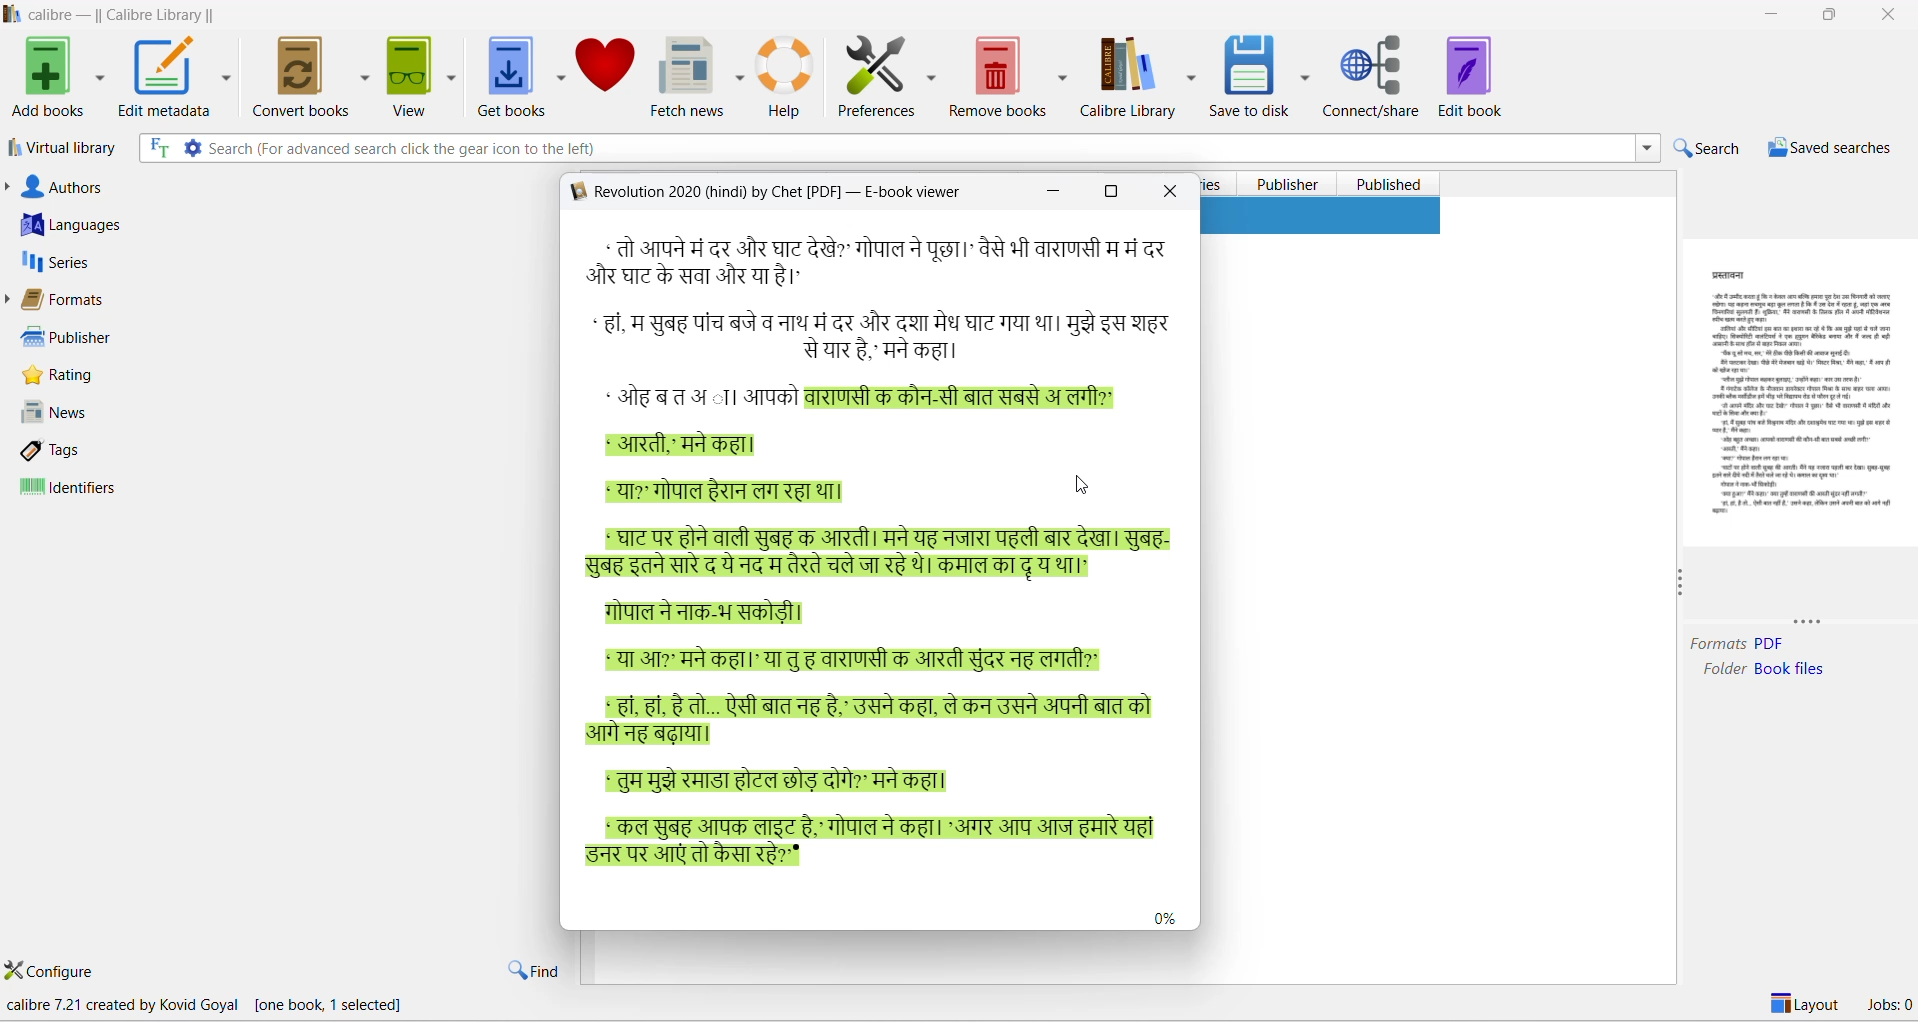 calibre — || Calibre Library ||
Add books
Edit metadata
Convert books
View
Get books
Fetch news
Help
Preferences
Remove books
Calibre Library
Save to disk
Connect/share
Edit book
Virtual library
Search (For advanced search click the gear icon to the left)
Search
Saved searches
Authors
Languages
Series
Formats
Publisher
Rating
News
Tags
Identifiers
ies
Publisher
Published
Revolution 2020 (hindi) by Chet [PDF] — E-book viewer
‘ तो आपने मं दर और घाट देखे?’ गोपाल ने पूछा।’ वैसे भी वाराणसी म मं दर
और घाट के सवा और या है।’
‘ हां, म सुबह पांच बजे व नाथ मं दर और दशा मेध घाट गया था। मुझे इस शहर
से यार है,’ मने कहा।
‘ ओह ब त अ ा। आपको वाराणसी क कौन-सी बात सबसे अ लगी?’
‘ आरती,’ मने कहा।
‘ या?’ गोपाल हैरान लग रहा था।
‘ घाट पर होने वाली सुबह क आरती। मने यह नजारा पहली बार देखा। सुबह-
सुबह इतने सारे द ये नद म तैरते चले जा रहे थे। कमाल का दृ य था।’
गोपाल ने नाक-भ सकोड़ी।
‘ या आ?’ मने कहा।’ या तु ह वाराणसी क आरती सुंदर नह लगती?’
‘ हां, हां, है तो... ऐसी बात नह है,’ उसने कहा, ले कन उसने अपनी बात को
आगे नह बढ़ाया।
‘ तुम मुझे रमाडा होटल छोड़ दोगे?’ मने कहा।
‘ कल सुबह आपक लाइट है,’ गोपाल ने कहा। ’अगर आप आज हमारे यहां
डनर पर आएं तो कैसा रहे?’
0%
प्रस्तावना
Formats PDF
Folder Book files
Configure
Find
calibre 7.21 created by Kovid Goyal [one book, 1 selected]
Layout
Jobs: 0